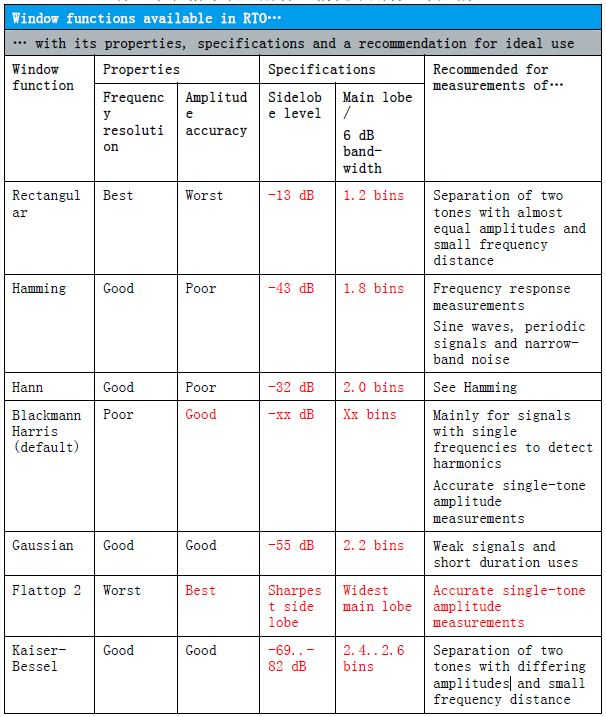 Window functions available in RTO…
… with its properties, specifications and a recommendation for ideal use
Window
function
Properties
Specifications
Recommended for
measurements of…
Frequenc
y
resoluti
on
Amplitud
e
accuracy
Sidelob
e level
Main lobe
/
6 dB
band-
width
Rectangul
ar
Best
Worst
-13 dB
1.2 bins
Separation of two
tones with almost
equal amplitudes and
small frequency
distance
Hamming
Good
Poor
-43 dB
1.8 bins
Frequency response
measurements
Sine waves, periodic
signals and narrow-
band noise
Hann
Good
Poor
-32 dB
2.0 bins
See Hamming
Blackmann
Harris
(default)
Poor
Good
-xx dB
Xx bins
Mainly for signals
with single
frequencies to detect
harmonics
Accurate single-tone
amplitude
measurements
Gaussian
Good
Good
-55 dB
2.2 bins
Weak signals and
short duration uses
Flattop 2
Worst
Best
Sharpes
t side
lobe
Widest
main lobe
Accurate single-tone
amplitude
measurements
Kaiser-
Bessel
Good
Good
-69..-
82 dB
2.4..2.6
bins
Separation of two
tones with differing
amplitudes and small
frequency distance